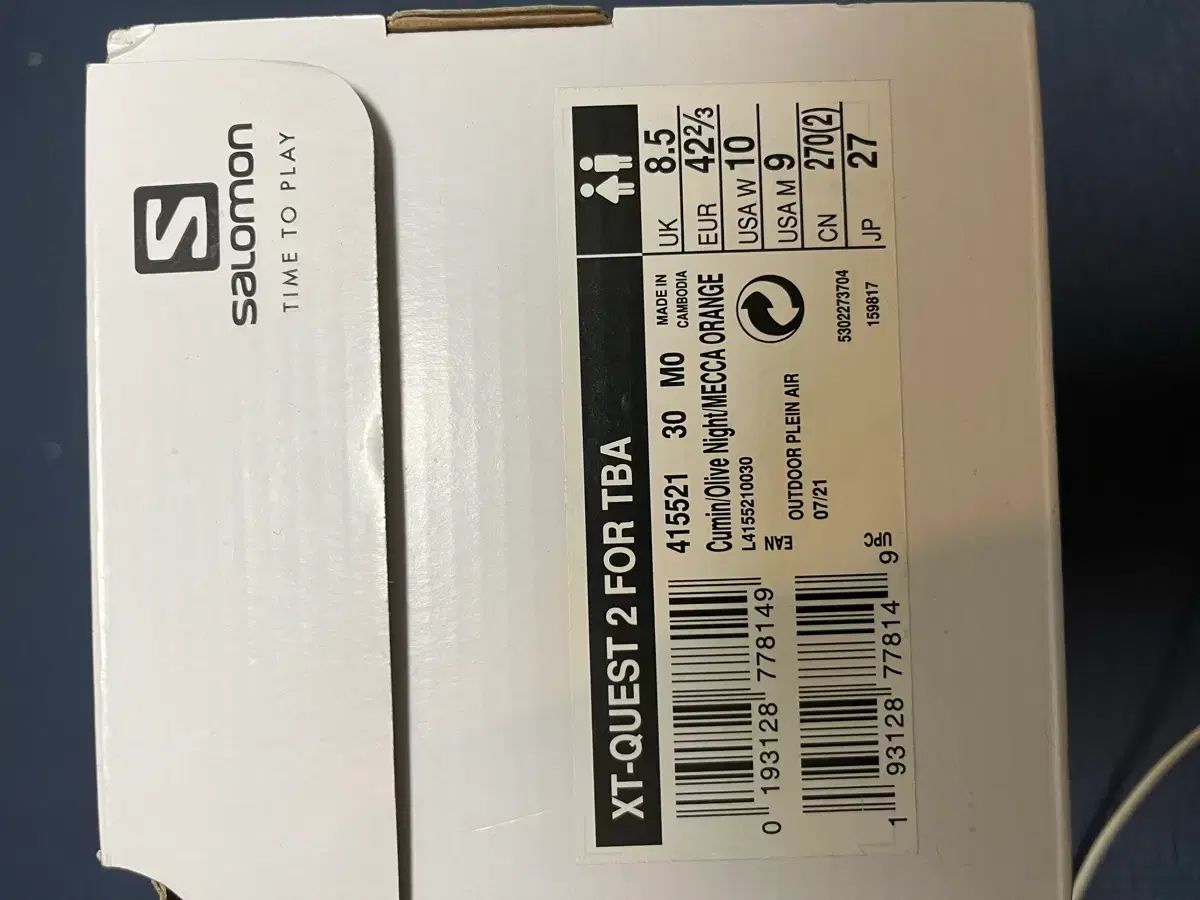 S
salomon
TIME TO PLAY
XT-QUEST 2 FOR TBA
415521 30 M0 MADE IN CAMBODIA
Cumin/Olive Night/MECCA ORANGE
L4155210030
EAN
OUTDOOR PLEIN AIR
07/21
5302273704
159817
UPC
0 193128 778149
1 93128 77814 9
UK 8.5
EUR 42⅔
USA W 10
USA M 9
CN 270(2)
JP 27